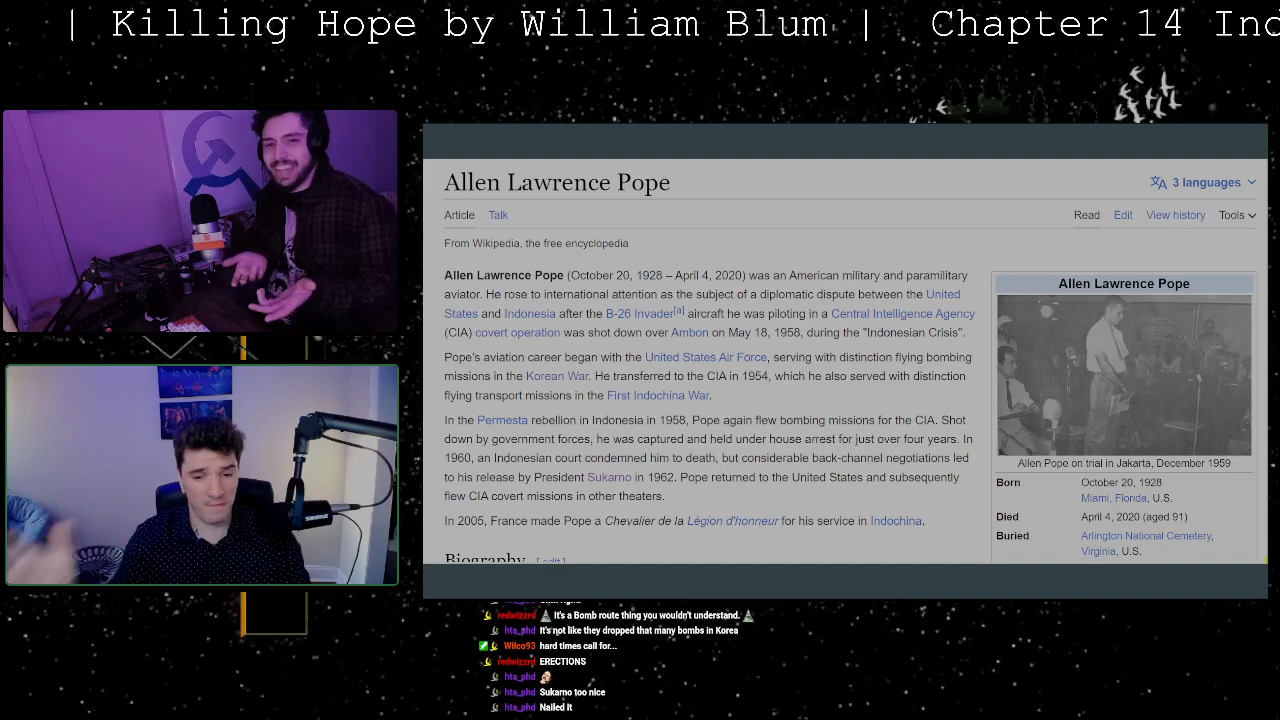 | Killing Hope by William Blum | Chapter 14 Ind
Allen Lawrence Pope
3 languages
Article Talk
Read Edit View history Tools
From Wikipedia, the free encyclopedia
Allen Lawrence Pope (October 20, 1928 – April 4, 2020) was an American military and paramilitary
aviator. He rose to international attention as the subject of a diplomatic dispute between the United
States and Indonesia after the B-26 Invader[a] aircraft he was piloting in a Central Intelligence Agency
(CIA) covert operation was shot down over Ambon on May 18, 1958, during the "Indonesian Crisis".
Pope's aviation career began with the United States Air Force, serving with distinction flying bombing
missions in the Korean War. He transferred to the CIA in 1954, which he also served with distinction
flying transport missions in the First Indochina War.
In the Permesta rebellion in Indonesia in 1958, Pope again flew bombing missions for the CIA. Shot
down by government forces, he was captured and held under house arrest for just over four years. In
1960, an Indonesian court condemned him to death, but considerable back-channel negotiations led
to his release by President Sukarno in 1962. Pope returned to the United States and subsequently
flew CIA covert missions in other theaters.
In 2005, France made Pope a Chevalier de la Légion d'honneur for his service in Indochina.
Biography [ edit ]
Allen Lawrence Pope
Allen Pope on trial in Jakarta, December 1959
Born October 20, 1928
Miami, Florida, U.S.
Died April 4, 2020 (aged 91)
Buried Arlington National Cemetery,
Virginia, U.S.
SHURE
redwizzrd It's a Bomb route thing you wouldn't understand.
hta_phd It's not like they dropped that many bombs in Korea
Wilco93 hard times call for...
redwizzrd ERECTIONS
hta_phd
hta_phd Sukarno too nice
hta_phd Nailed it